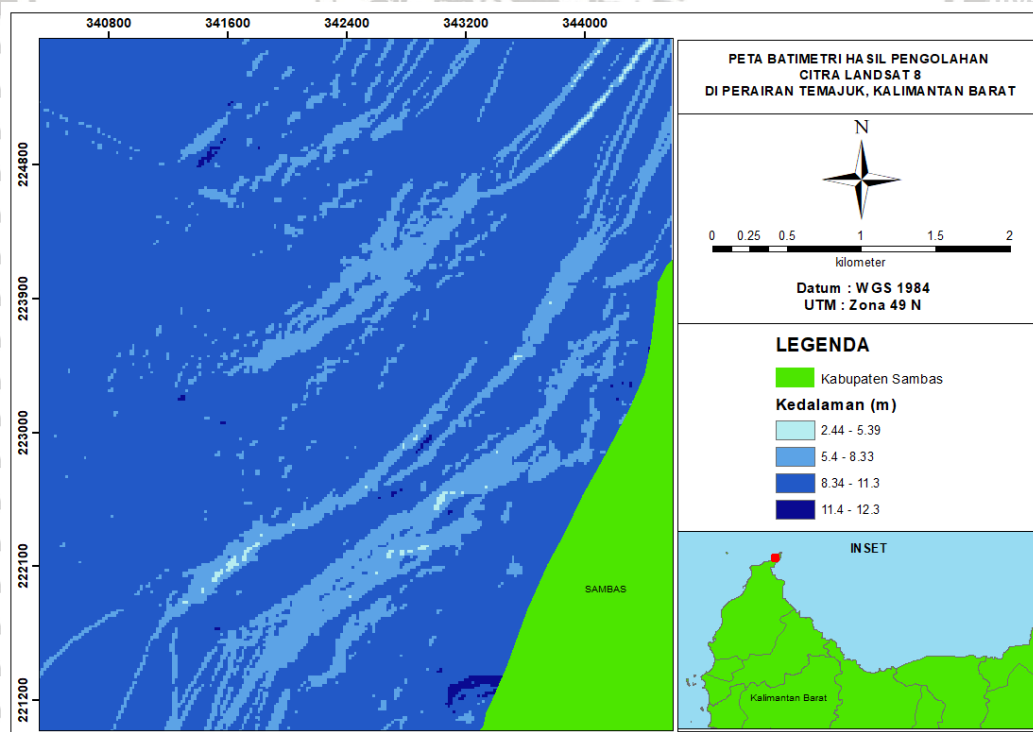 340800 341600 342400 343200 344000
224800
223900
223000
222100
221200
SAMBAS
PETA BATIMETRI HASIL PENGOLAHAN
CITRA LANDSAT 8
DI PERAIRAN TEMAJUK, KALIMANTAN BARAT
N
0 0.25 0.5 1 1.5 2
kilometer
Datum : WGS 1984
UTM : Zona 49 N
LEGENDA
Kabupaten Sambas
Kedalaman (m)
2.44 - 5.39
5.4 - 8.33
8.34 - 11.3
11.4 - 12.3
INSET
Kalimantan Barat